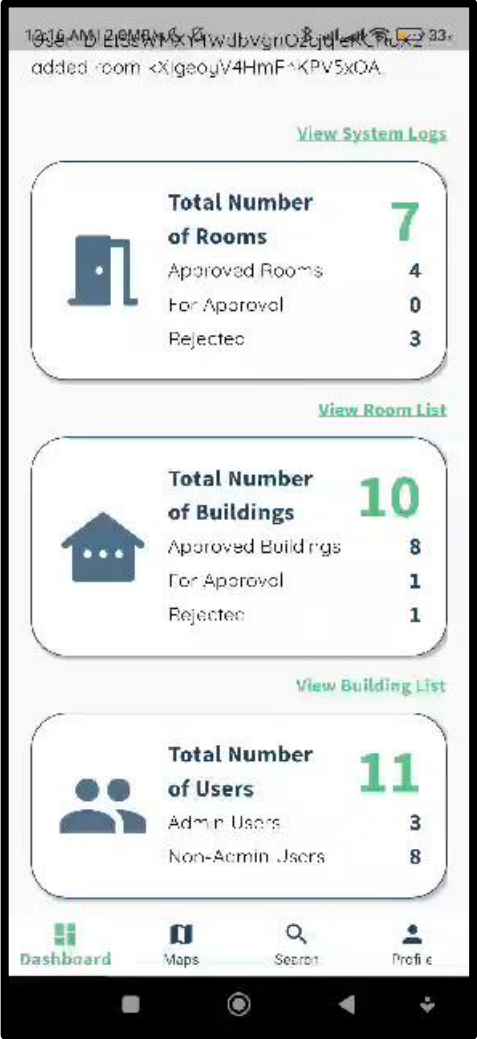 added room
View System Logs
Total Number
of Rooms
7
Approved Rooms 4
For Approval 0
Rejected 3
View Room List
Total Number
of Buildings
10
Approved Buildings 8
For Approval 1
Rejected 1
View Building List
Total Number
of Users
11
Admin Users 3
Non-Admin Users 8
Dashboard Maps Search Profile